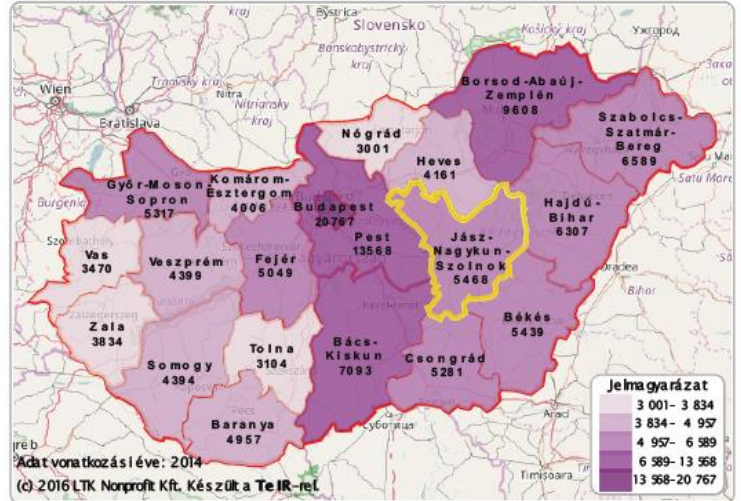 kraj
Bystrica
Slovensko
Košický kraj
Ужгород
Banskobystrický
kraj
Trnavský kraj
Nitra
Nitriansky
kraj
Wien
Bratislava
Borsod-Abaúj-
Zemplén
9608
Szabolcs-
Szatmár-
Bereg
6589
Nógrád
3001
Heves
4161
Győr-Moson-
Sopron
5317
Komárom-
Esztergom
4006
Budapest
20767
Pest
13568
Jász-
Nagykun-
Szolnok
5468
Hajdú-
Bihar
6307
Satu Mare
Burgenland
Vas
3470
Veszprém
4399
Fejér
5049
Oradea
Bihor
Zala
3834
Somogy
4394
Tolna
3104
Bács-
Kiskun
7093
Csongrád
5281
Békés
5439
Baranya
4957
Суботица
Arad
Timișoara
Jelmagyarázat
3 001- 3 834
3 834- 4 957
4 957- 6 589
6 589- 13 568
13 568-20 767
Adat vonatkozási éve: 2014
(c) 2016 LTK Nonprofit Kft. Készült a TeIR-rel.